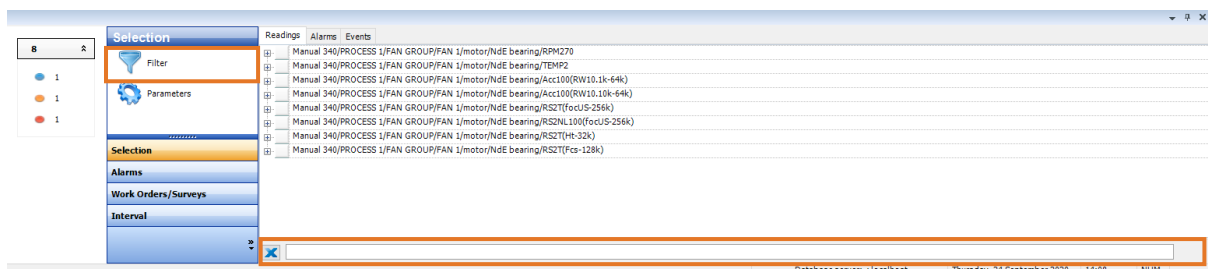 8
1
1
1
Selection
Filter
Parameters
Selection
Alarms
Work Orders/Surveys
Interval
Readings Alarms Events
Manual 340/PROCESS 1/FAN GROUP/FAN 1/motor/NdE bearing/RPM270
Manual 340/PROCESS 1/FAN GROUP/FAN 1/motor/NdE bearing/TEMP2
Manual 340/PROCESS 1/FAN GROUP/FAN 1/motor/NdE bearing/Acc100(RW10.1k-64k)
Manual 340/PROCESS 1/FAN GROUP/FAN 1/motor/NdE bearing/Acc100(RW10.10k-64k)
Manual 340/PROCESS 1/FAN GROUP/FAN 1/motor/NdE bearing/RS2T(focUS-256k)
Manual 340/PROCESS 1/FAN GROUP/FAN 1/motor/NdE bearing/RS2NL100(focUS-256k)
Manual 340/PROCESS 1/FAN GROUP/FAN 1/motor/NdE bearing/RS2T(Ht-32k)
Manual 340/PROCESS 1/FAN GROUP/FAN 1/motor/NdE bearing/RS2T(Fcs-128k)